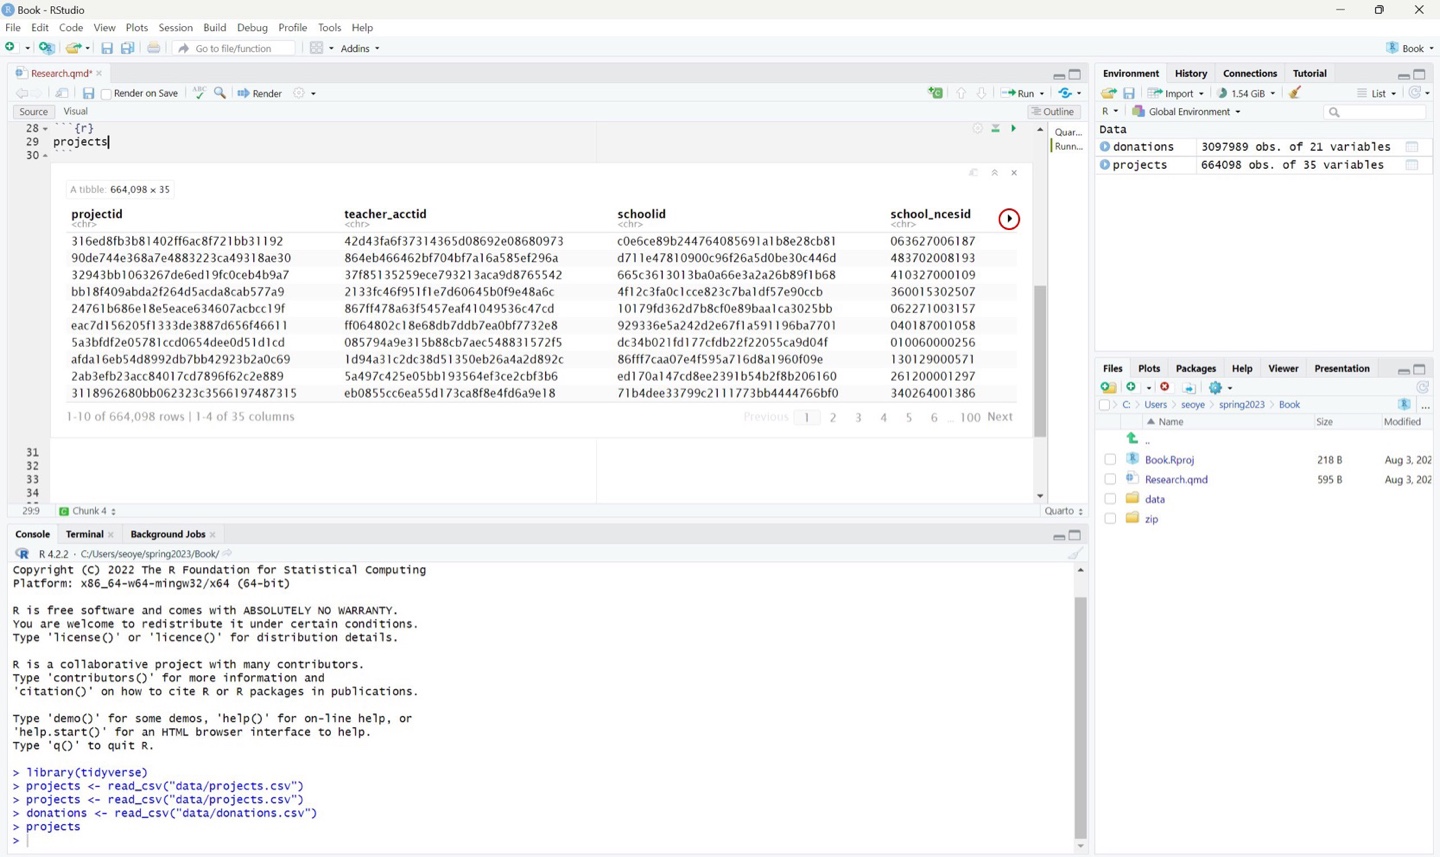 Book - RStudio
File Edit Code View Plots Session Build Debug Profile Tools Help
Go to file/function Addins Book
Research.qmd*
Render on Save ABC Render Run
Source Visual Outline
28 ```{r}
29 projects
30 ```
Quar...
Runn...
A tibble: 664,098 × 35
projectid teacher_acctid schoolid school_ncesid
<chr> <chr> <chr> <chr>
316ed8fb3b81402ff6ac8f721bb31192 42d43fa6f37314365d08692e08680973 c0e6ce89b244764085691a1b8e28cb81 063627006187
90de744e368a7e4883223ca49318ae30 864eb466462bf704bf7a16a585ef296a d711e47810900c96f26a5d0be30c446d 483702008193
32943bb1063267de6ed19fc0ceb4b9a7 37f85135259ece793213aca9d8765542 665c3613013ba0a66e3a2a26b89f1b68 410327000109
bb18f409abda2f264d5acda8cab577a9 2133fc46f951f1e7d60645b0f9e48a6c 4f12c3fa0c1cce823c7ba1df57e90ccb 360015302507
24761b686e18e5eace634607acbcc19f 867ff478a63f5457eaf41049536c47cd 10179fd362d7b8cf0e89baa1ca3025bb 062271003157
eac7d156205f1333de3887d656f46611 ff064802c18e68db7ddb7ea0bf7732e8 929336e5a242d2e67f1a591196ba7701 040187001058
5a3bfdf2e05781ccd0654dee0d51d1cd 085794a9e315b88cb7aec548831572f5 dc34b021fd177cfdb22f22055ca9d04f 010060000256
afda16eb54d8992db7bb42923b2a0c69 1d94a31c2dc38d51350eb26a4a2d892c 86fff7caa07e4f595a716d8a1960f09e 130129000571
2ab3efb23acc84017cd7896f62c2e889 5a497c425e05bb193564ef3ce2cbf3b6 ed170a147cd8ee2391b54b2f8b206160 261200001297
3118962680bb062323c3566197487315 eb0855cc6ea55d173ca8f8e4fd6a9e18 71b4dee33799c2111773bb4444766bf0 340264001386
1-10 of 664,098 rows | 1-4 of 35 columns Previous 1 2 3 4 5 6 ... 100 Next
31
32
33
34
29:9 Chunk 4 Quarto
Console Terminal Background Jobs
R R 4.2.2 · C:/Users/seoye/spring2023/Book/
Copyright (C) 2022 The R Foundation for Statistical Computing
Platform: x86_64-w64-mingw32/x64 (64-bit)
R is free software and comes with ABSOLUTELY NO WARRANTY.
You are welcome to redistribute it under certain conditions.
Type 'license()' or 'licence()' for distribution details.
R is a collaborative project with many contributors.
Type 'contributors()' for more information and
'citation()' on how to cite R or R packages in publications.
Type 'demo()' for some demos, 'help()' for on-line help, or
'help.start()' for an HTML browser interface to help.
Type 'q()' to quit R.
> library(tidyverse)
> projects <- read_csv("data/projects.csv")
> projects <- read_csv("data/projects.csv")
> donations <- read_csv("data/donations.csv")
> projects
>
Environment History Connections Tutorial
Import 1.54 GiB List
R Global Environment
Data
donations 3097989 obs. of 21 variables
projects 664098 obs. of 35 variables
Files Plots Packages Help Viewer Presentation
C: Users seoye spring2023 Book ...
Name Size Modified
..
Book.Rproj 218 B Aug 3, 202
Research.qmd 595 B Aug 3, 202
data
zip